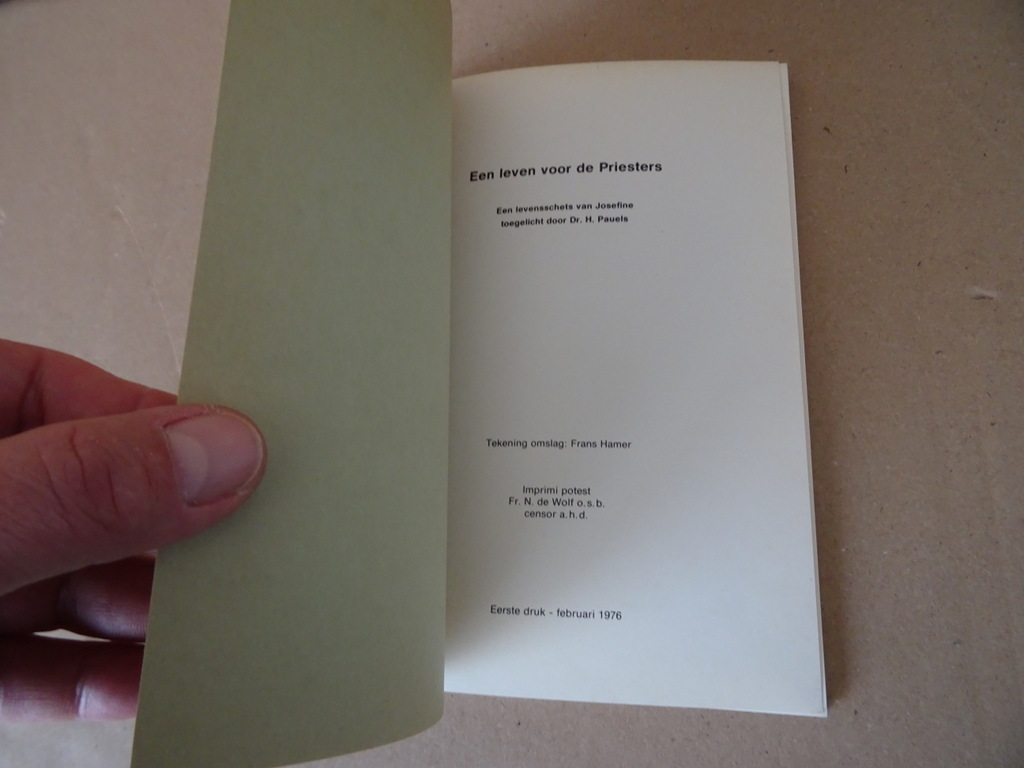 Een leven voor de Priesters
Een levensschets van Josefine
toegelicht door Dr. H. Pauels
Tekening omslag: Frans Hamer
Imprimi potest
Fr. N. de Wolf o.s.b.
censor a.h.d.
Eerste druk - februari 1976